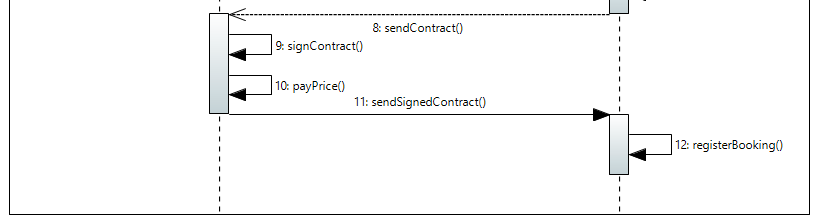 8: sendContract()
9: signContract()
10: payPrice()
11: sendSignedContract()
12: registerBooking()